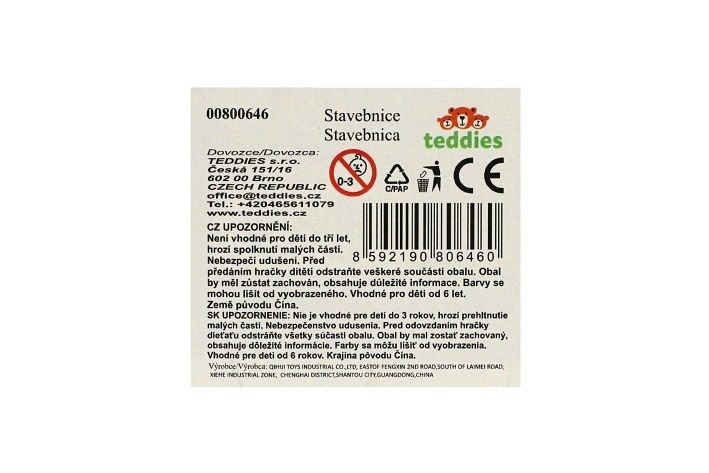 00800646
Stavebnice
Stavebnica
teddies
Dovozce/Dovozca:
TEDDIES s.r.o.
Česká 151/16
602 00 Brno
CZECH REPUBLIC
office@teddies.cz
Tel.: +420465611079
www.teddies.cz
0-3
C/PAP
CE
CZ UPOZORNĚNÍ:
Není vhodné pro děti do tří let,
hrozí spolknutí malých částí.
Nebezpečí udušení. Před
8 592190 806460
předáním hračky dítěti odstraňte veškeré součásti obalu. Obal
by měl zůstat zachován, obsahuje důležité informace. Barvy se
mohou lišit od vyobrazeného. Vhodné pro děti od 6 let.
Země původu Čína.
SK UPOZORNENIE: Nie je vhodné pre deti do 3 rokov, hrozí prehltnutie
malých častí. Nebezpečenstvo udusenia. Pred odovzdaním hračky
dieťaťu odstráňte všetky súčasti obalu. Obal by mal zostať zachovaný,
obsahuje dôležité informácie. Farby sa môžu líšiť od vyobrazenia.
Vhodné pre deti od 6 rokov. Krajina pôvodu Čína.
Výrobce/Výrobca: QIHUI TOYS INDUSTRIAL CO.,LTD, EASTOF FENGXIN 2ND ROAD,SOUTH OF LAIMEI ROAD,
XIEHE INDUSTRIAL ZONE, CHENGHAI DISTRICT,SHANTOU CITY,GUANGDONG,CHINA